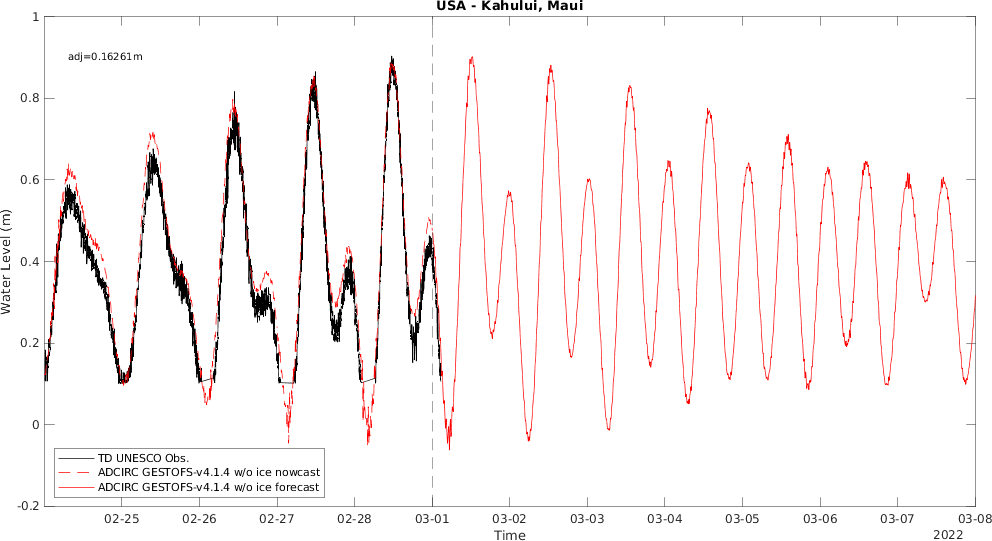 USA - Kahului, Maui
adj=0.16261m
1
0.8
0.6
0.4
0.2
0
-0.2
Water Level (m)
TD UNESCO Obs.
ADCIRC GESTOFS-v4.1.4 w/o ice nowcast
ADCIRC GESTOFS-v4.1.4 w/o ice forecast
02-25 02-26 02-27 02-28 03-01 03-02 03-03 03-04 03-05 03-06 03-07 03-08
Time
2022